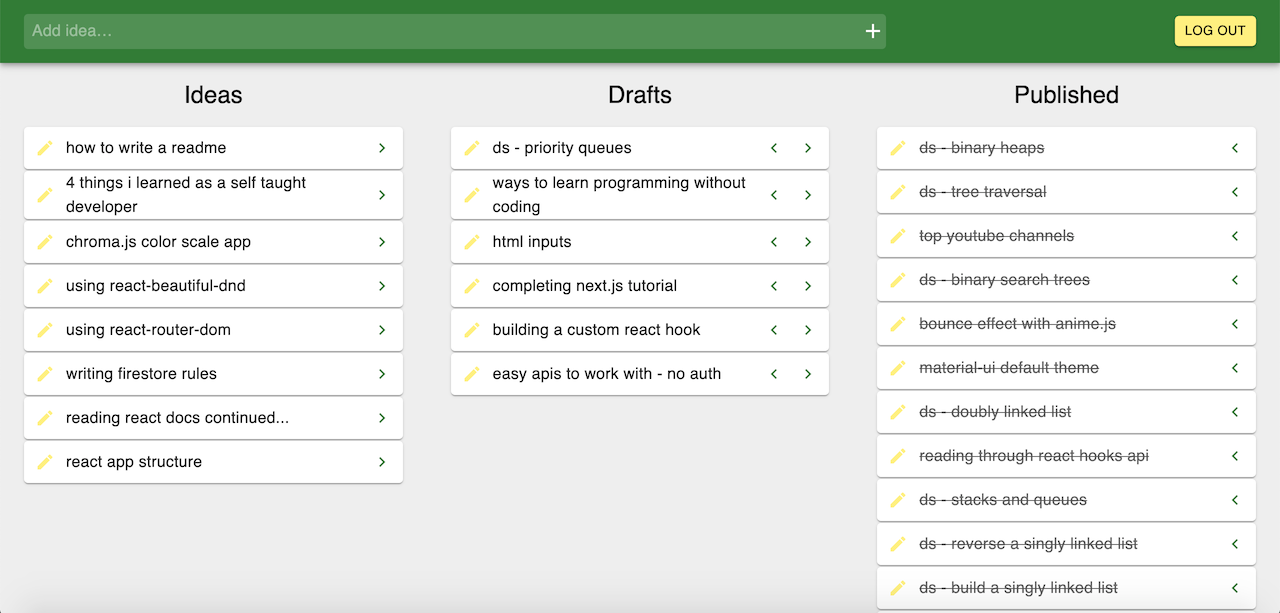 Add idea...
LOG OUT
Ideas
how to write a readme
4 things i learned as a self taught
developer
chroma.js color scale app
using react-beautiful-dnd
using react-router-dom
writing firestore rules
reading react docs continued...
react app structure
Drafts
ds - priority queues
ways to learn programming without
coding
html inputs
completing next.js tutorial
building a custom react hook
easy apis to work with - no auth
Published
ds - binary heaps
ds - tree traversal
top youtube channels
ds - binary search trees
bounce effect with anime.js
material-ui default theme
ds - doubly linked list
reading through react hooks api
ds - stacks and queues
ds - reverse a singly linked list
ds - build a singly linked list